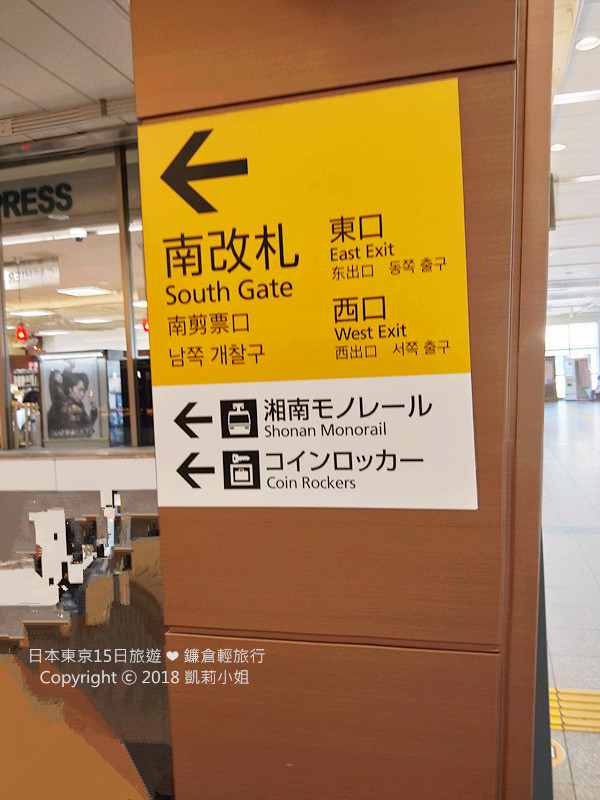 PRESS
南改札
South Gate
南剪票口
남쪽 개찰구
東口
East Exit
东出口 동쪽 출구
西口
West Exit
西出口 서쪽 출구
湘南モノレール
Shonan Monorail
コインロッカー
Coin Rockers
日本東京15日旅遊 ❤ 鎌倉輕旅行
Copyright ⓒ 2018 凱莉小姐